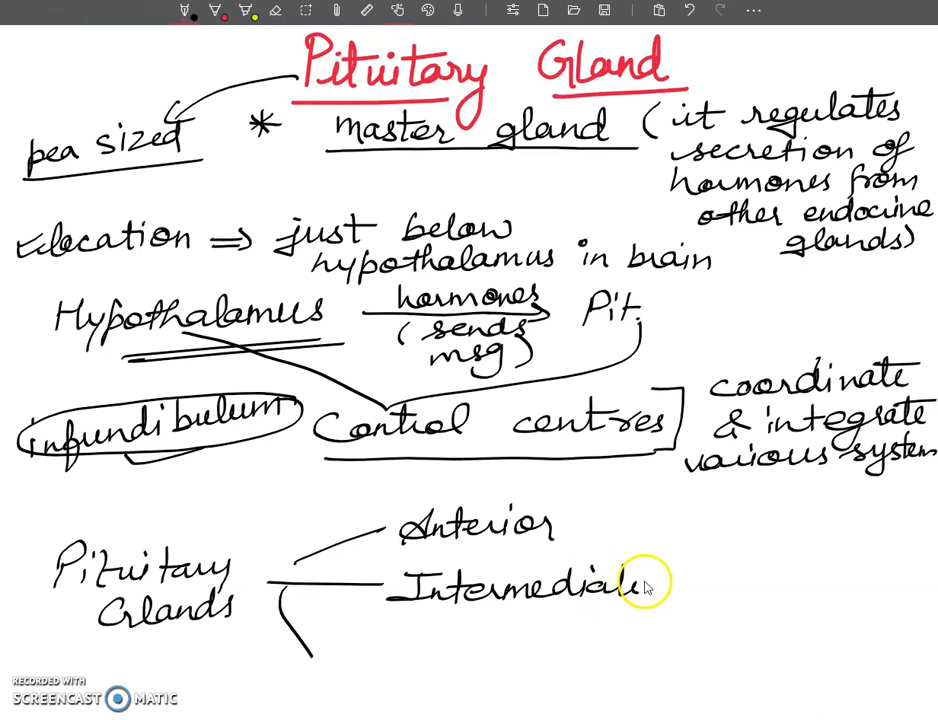 Pituitary Gland
pea sized * master gland (it regulates
secretion of
hormones from
other endocrine
glands)
location ⇒ just below
hypothalamus in brain
Hypothalamus hormones Pit.
(sends
msg)
infundibulum Control centres coordinate
& integrate
various system
Pituitary
Glands
Anterior
Intermediate
RECORDED WITH
SCREENCAST MATIC